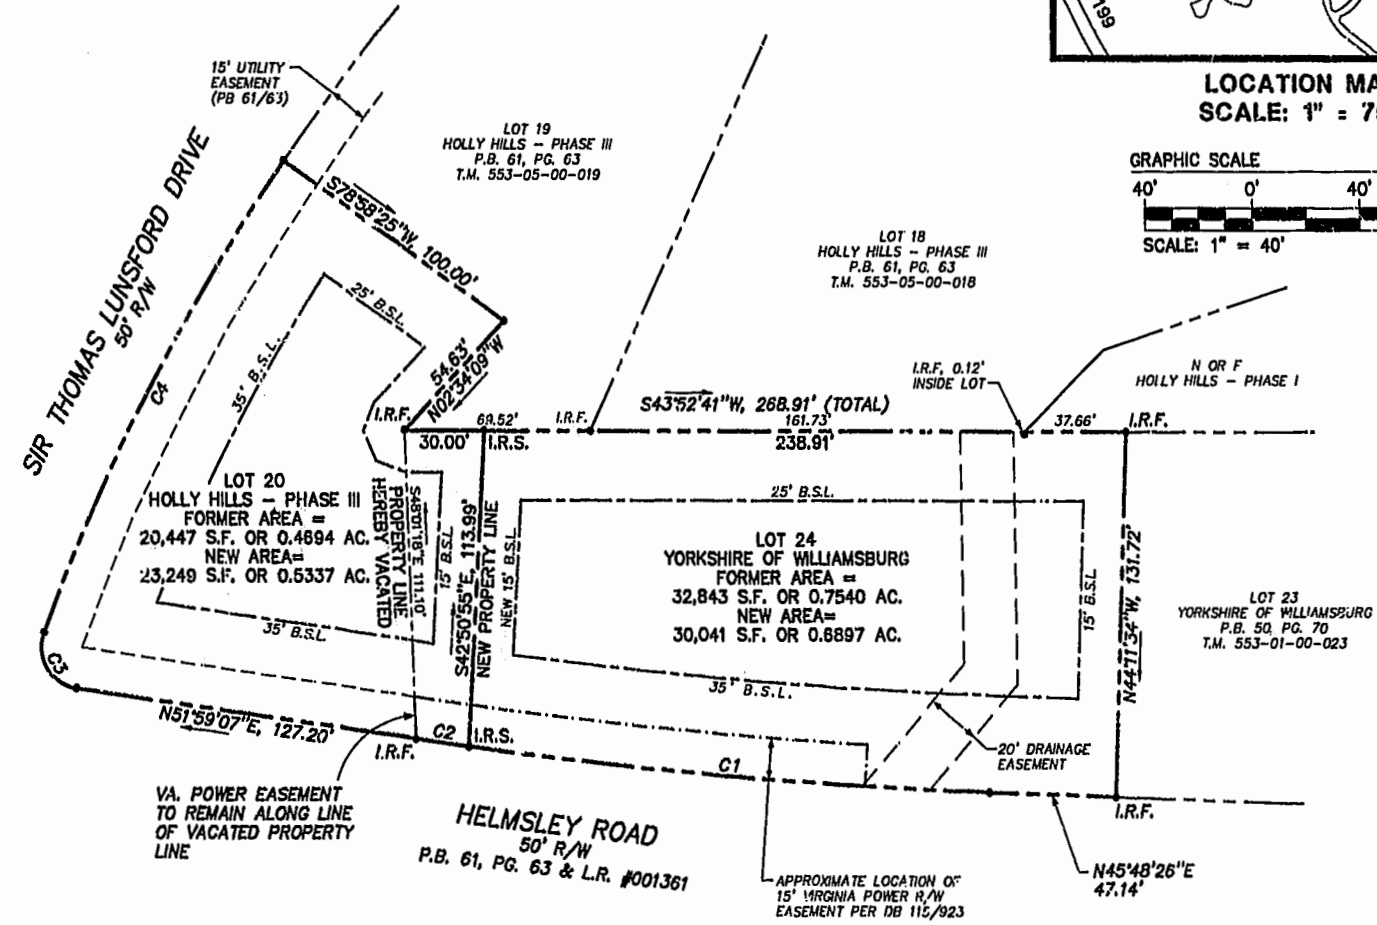 199
LOCATION MA
SCALE: 1" = 7
GRAPHIC SCALE
40' 0' 40'
SCALE: 1" = 40'
15' UTILITY
EASEMENT
(PB 61/63)
LOT 19
HOLLY HILLS - PHASE III
P.B. 61, PG. 63
T.M. 553-05-00-019
SIR THOMAS LUNSFORD DRIVE
50' R/W
S78°58'25"W, 100.00'
LOT 18
HOLLY HILLS - PHASE III
P.B. 61, PG. 63
T.M. 553-05-00-018
25' B.S.L.
35' B.S.L.
C4
54.63'
N02°34'09"W
I.R.F, 0.12'
INSIDE LOT
N OR F
HOLLY HILLS - PHASE I
S43°52'41"W, 268.91' (TOTAL)
I.R.F.
69.52'
I.R.F.
161.73'
37.66'
I.R.F.
30.00'
I.R.S.
238.91'
LOT 20
HOLLY HILLS - PHASE III
FORMER AREA =
20,447 S.F. OR 0.4694 AC.
NEW AREA=
23,249 S.F. OR 0.5337 AC.
S48°01'18"E 111.10'
PROPERTY LINE
HEREBY VACATED
15' B.S.L.
S42°50'55"E, 113.99'
NEW PROPERTY LINE
NEW 15' B.S.L.
25' B.S.L.
LOT 24
YORKSHIRE OF WILLIAMSBURG
FORMER AREA =
32,843 S.F. OR 0.7540 AC.
NEW AREA=
30,041 S.F. OR 0.6897 AC.
15' B.S.L
N44°11'34"W, 131.72'
LOT 23
YORKSHIRE OF WILLIAMSBURG
P.B. 50, PG. 70
T.M. 553-01-00-023
35' B.S.L.
35' B.S.L.
C3
N51°59'07"E, 127.20'
I.R.F.
C2
I.R.S.
C1
20' DRAINAGE
EASEMENT
I.R.F.
VA. POWER EASEMENT
TO REMAIN ALONG LINE
OF VACATED PROPERTY
LINE
HELMSLEY ROAD
50' R/W
P.B. 61, PG. 63 & L.R. #001361
APPROXIMATE LOCATION OF
15' VIRGINIA POWER R/W
EASEMENT PER DB 115/923
N45°48'26"E
47.14'